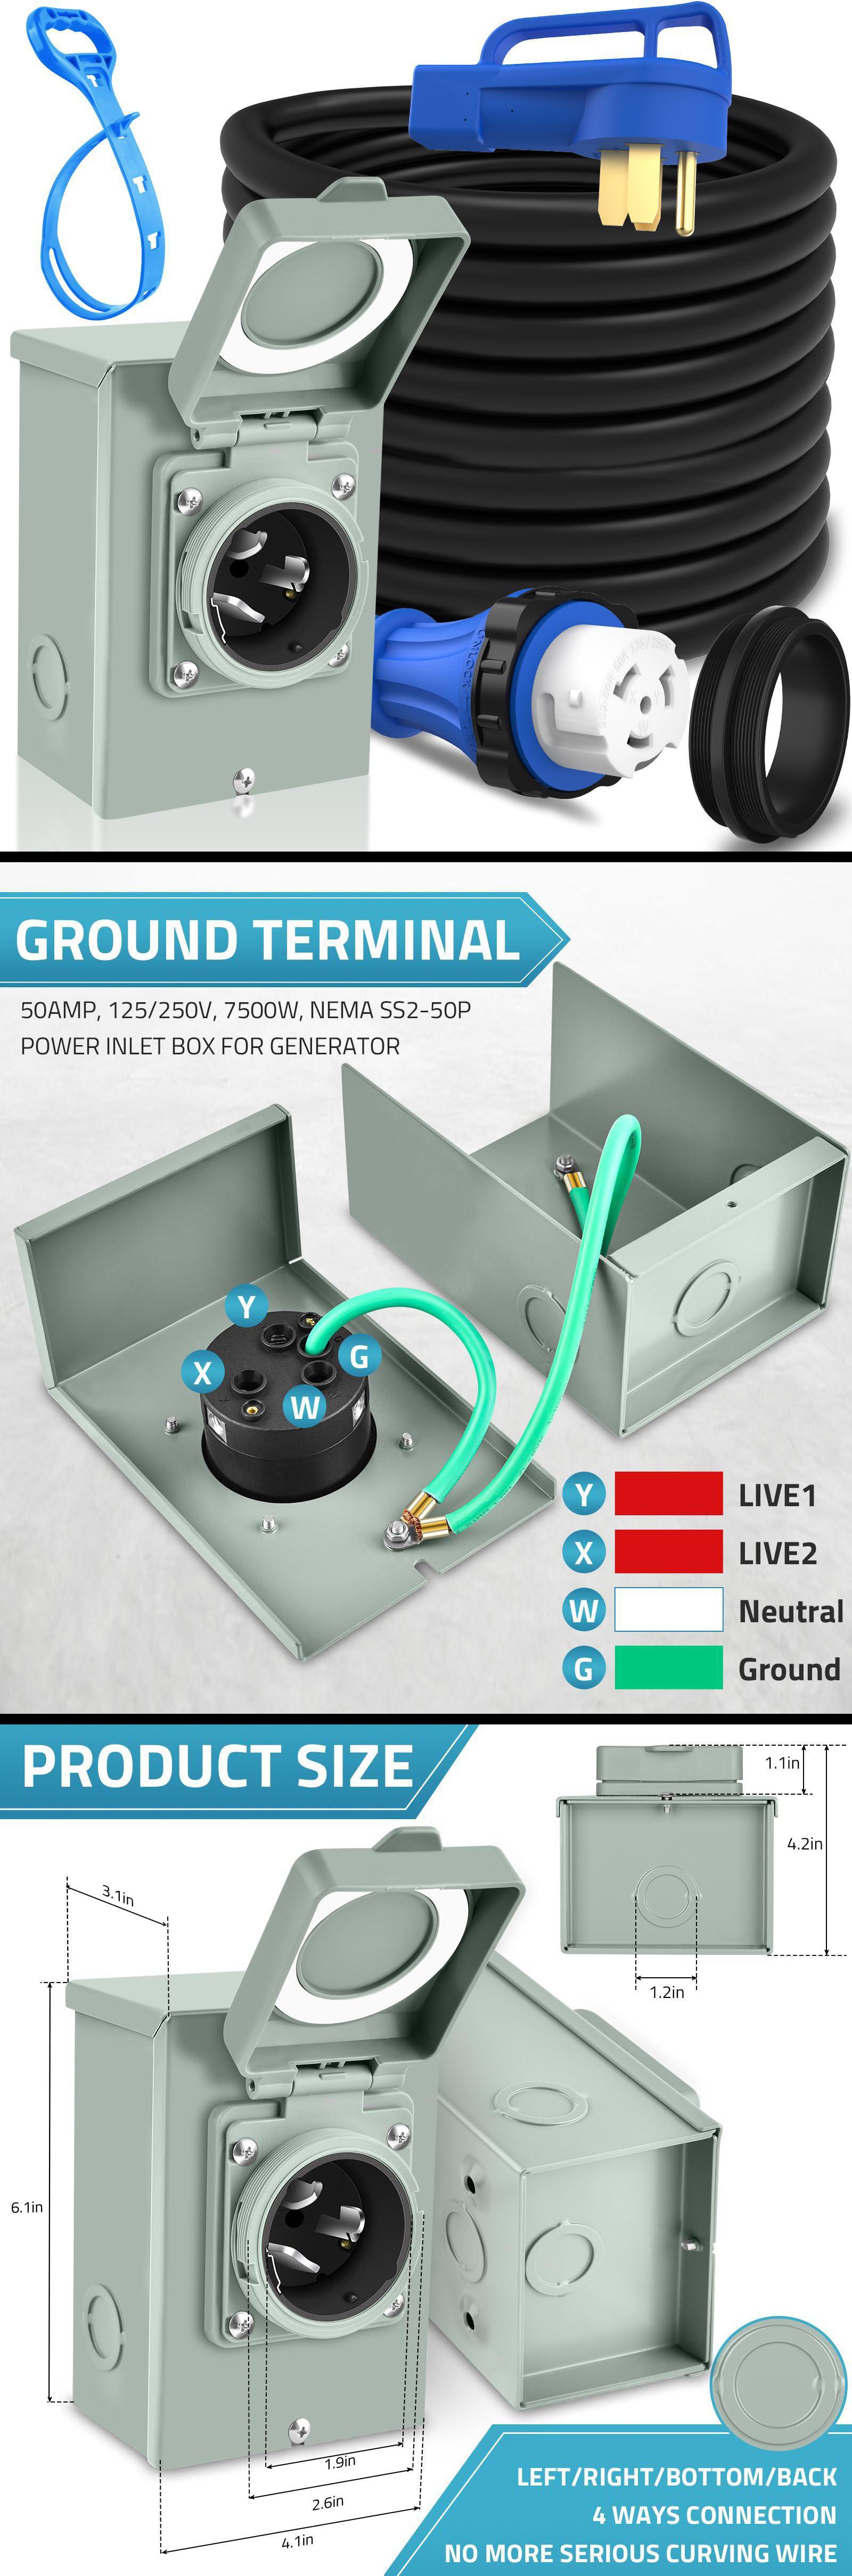 GROUND TERMINAL
50AMP, 125/250V, 7500W, NEMA SS2-50P
POWER INLET BOX FOR GENERATOR
Y
G
X
W
Y LIVE1
X LIVE2
W Neutral
G Ground
PRODUCT SIZE
1.1in
4.2in
1.2in
3.1in
6.1in
1.9in
2.6in
4.1in
LEFT/RIGHT/BOTTOM/BACK
4 WAYS CONNECTION
NO MORE SERIOUS CURVING WIRE